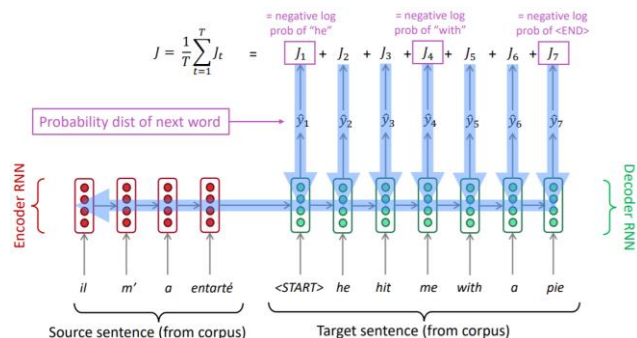 = negative log
prob of "he"
= negative log
prob of "with"
= negative log
prob of <END>
J = 1/T ∑_{t=1}^{T} J_t = J₁ + J₂ + J₃ + J₄ + J₅ + J₆ + J₇
Probability dist of next word
ŷ₁ ŷ₂ ŷ₃ ŷ₄ ŷ₅ ŷ₆ ŷ₇
Encoder RNN
Decoder RNN
il m' a entarté <START> he hit me with a pie
Source sentence (from corpus) Target sentence (from corpus)